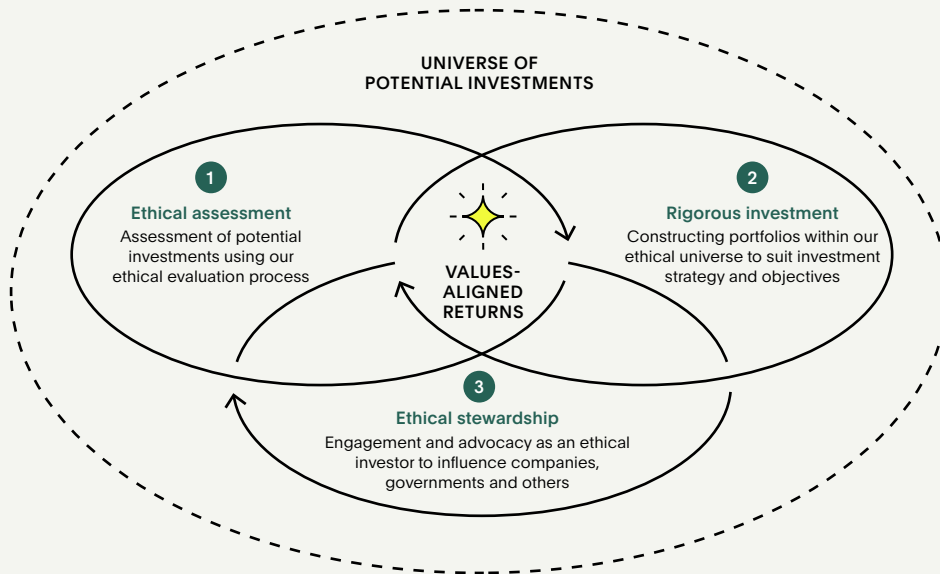 UNIVERSE OF
POTENTIAL INVESTMENTS
1
Ethical assessment
Assessment of potential
investments using our
ethical evaluation process
2
Rigorous investment
Constructing portfolios within our
ethical universe to suit investment
strategy and objectives
VALUES-
ALIGNED
RETURNS
3
Ethical stewardship
Engagement and advocacy as an ethical
investor to influence companies,
governments and others